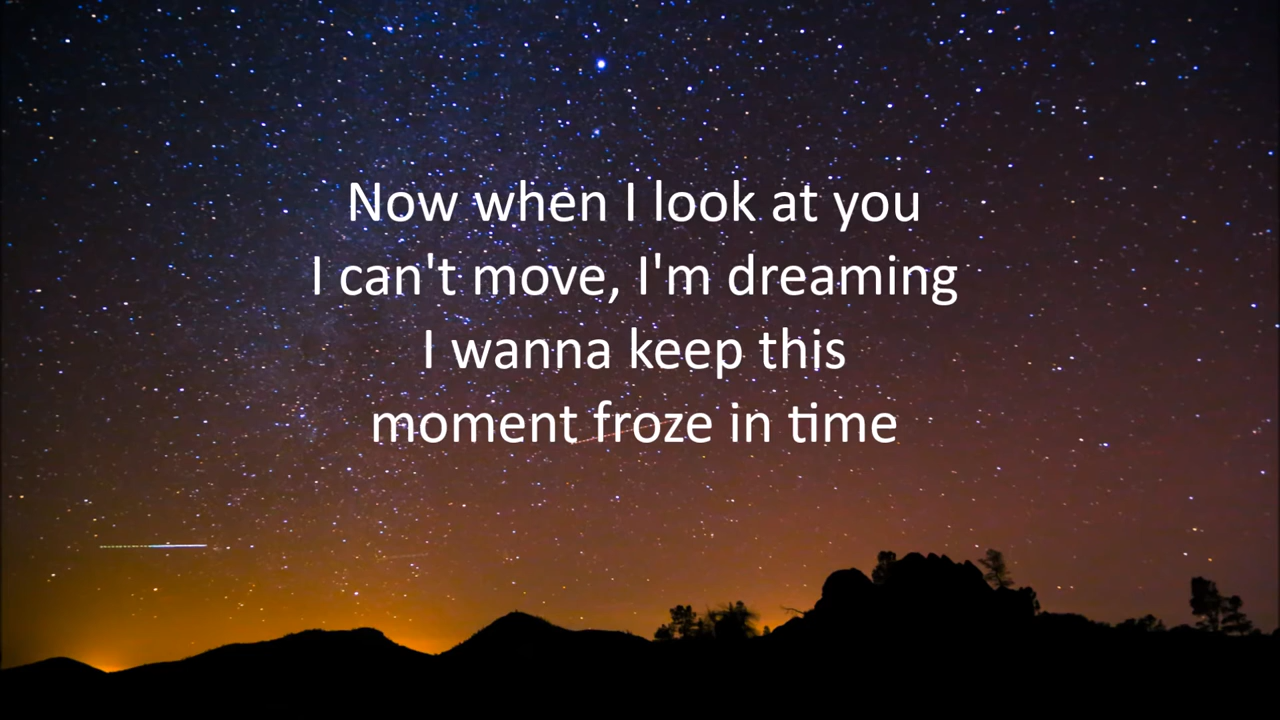 Now when I look at you
I can't move, I'm dreaming
I wanna keep this
moment froze in time